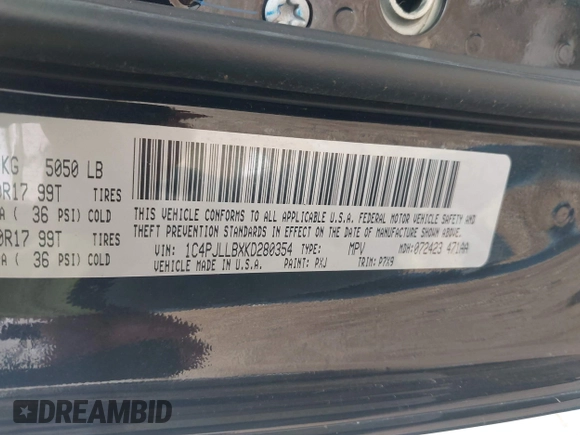 KG 5050 LB
R17 99T TIRES
A ( 36 PSI) COLD
R17 99T TIRES
A ( 36 PSI) COLD
THIS VEHICLE CONFORMS TO ALL APPLICABLE U.S.A. FEDERAL MOTOR VEHICLE SAFETY AND
THEFT PREVENTION STANDARDS IN EFFECT ON THE DATE OF MANUFACTURE SHOWN ABOVE.
VIN: 1C4PJLLBXKD280354 TYPE: MPV MDH: 072423 471AA
VEHICLE MADE IN U.S.A. PAINT: PXJ TRIM: P7X9
DREAMBID